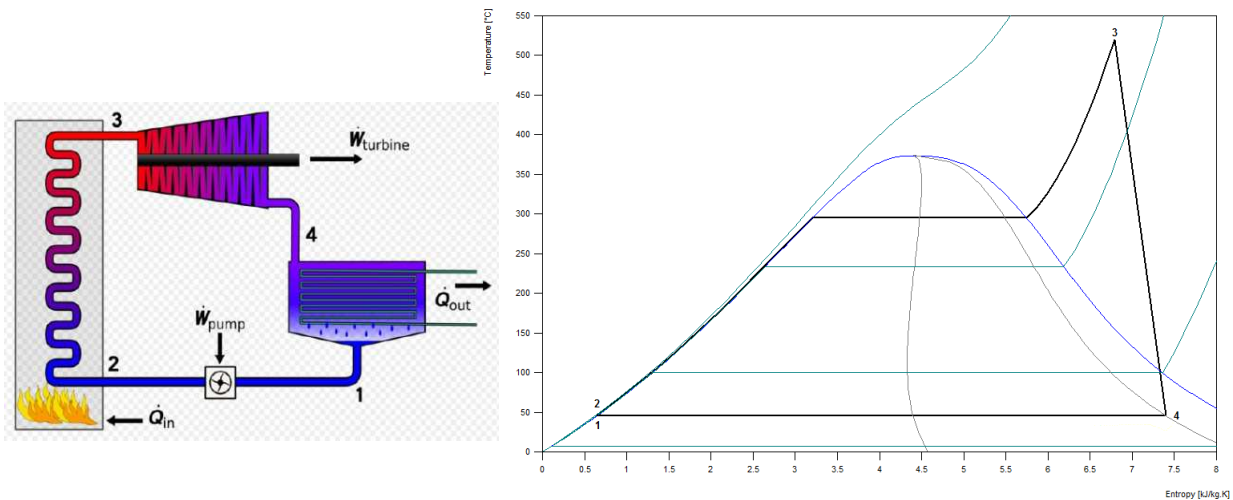 3
Ẇturbine
4
Q̇out
Ẇpump
2
1
Q̇in
Temperature [°C]
550
500
450
400
350
300
250
200
150
100
50
0
3
2
1
4
0 0.5 1 1.5 2 2.5 3 3.5 4 4.5 5 5.5 6 6.5 7 7.5 8
Entropy [kJ/kg.K]